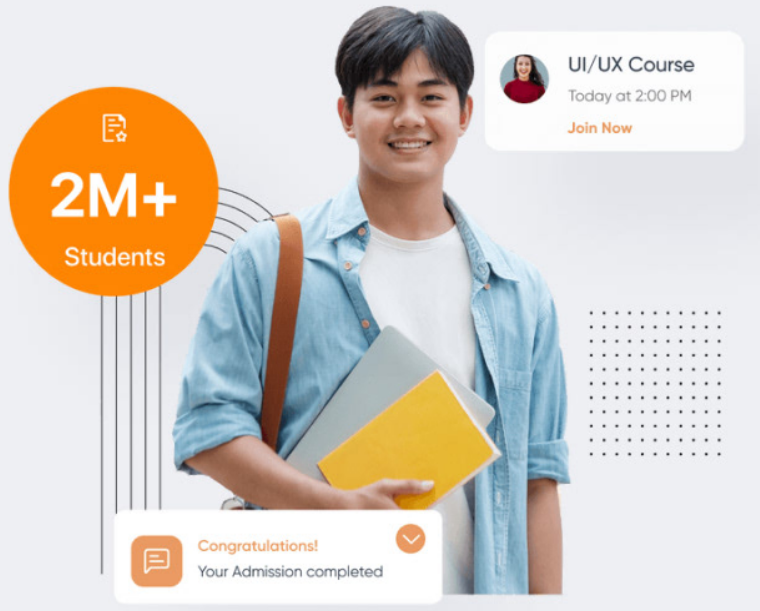 UI/UX Course
Today at 2:00 PM
Join Now
2M+
Students
Congratulations!
Your Admission completed